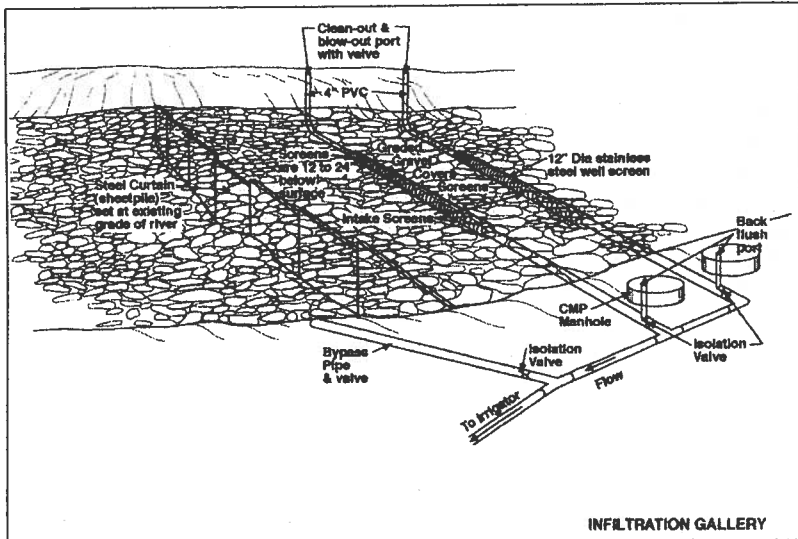 Clean-out &
blow-out port
with valve
4" PVC
Graded
Gravel
Covers
Screens
12" Dia stainless
steel well screen
Screens
are 12 to 24"
below
surface
Steel Curtain
(sheetpile)
set at existing
grade of river
Intake Screens
Back
flush
port
CMP
Manhole
Isolation
Valve
Bypass
Pipe
& valve
Isolation
Valve
Flow
To Irrigator
INFILTRATION GALLERY